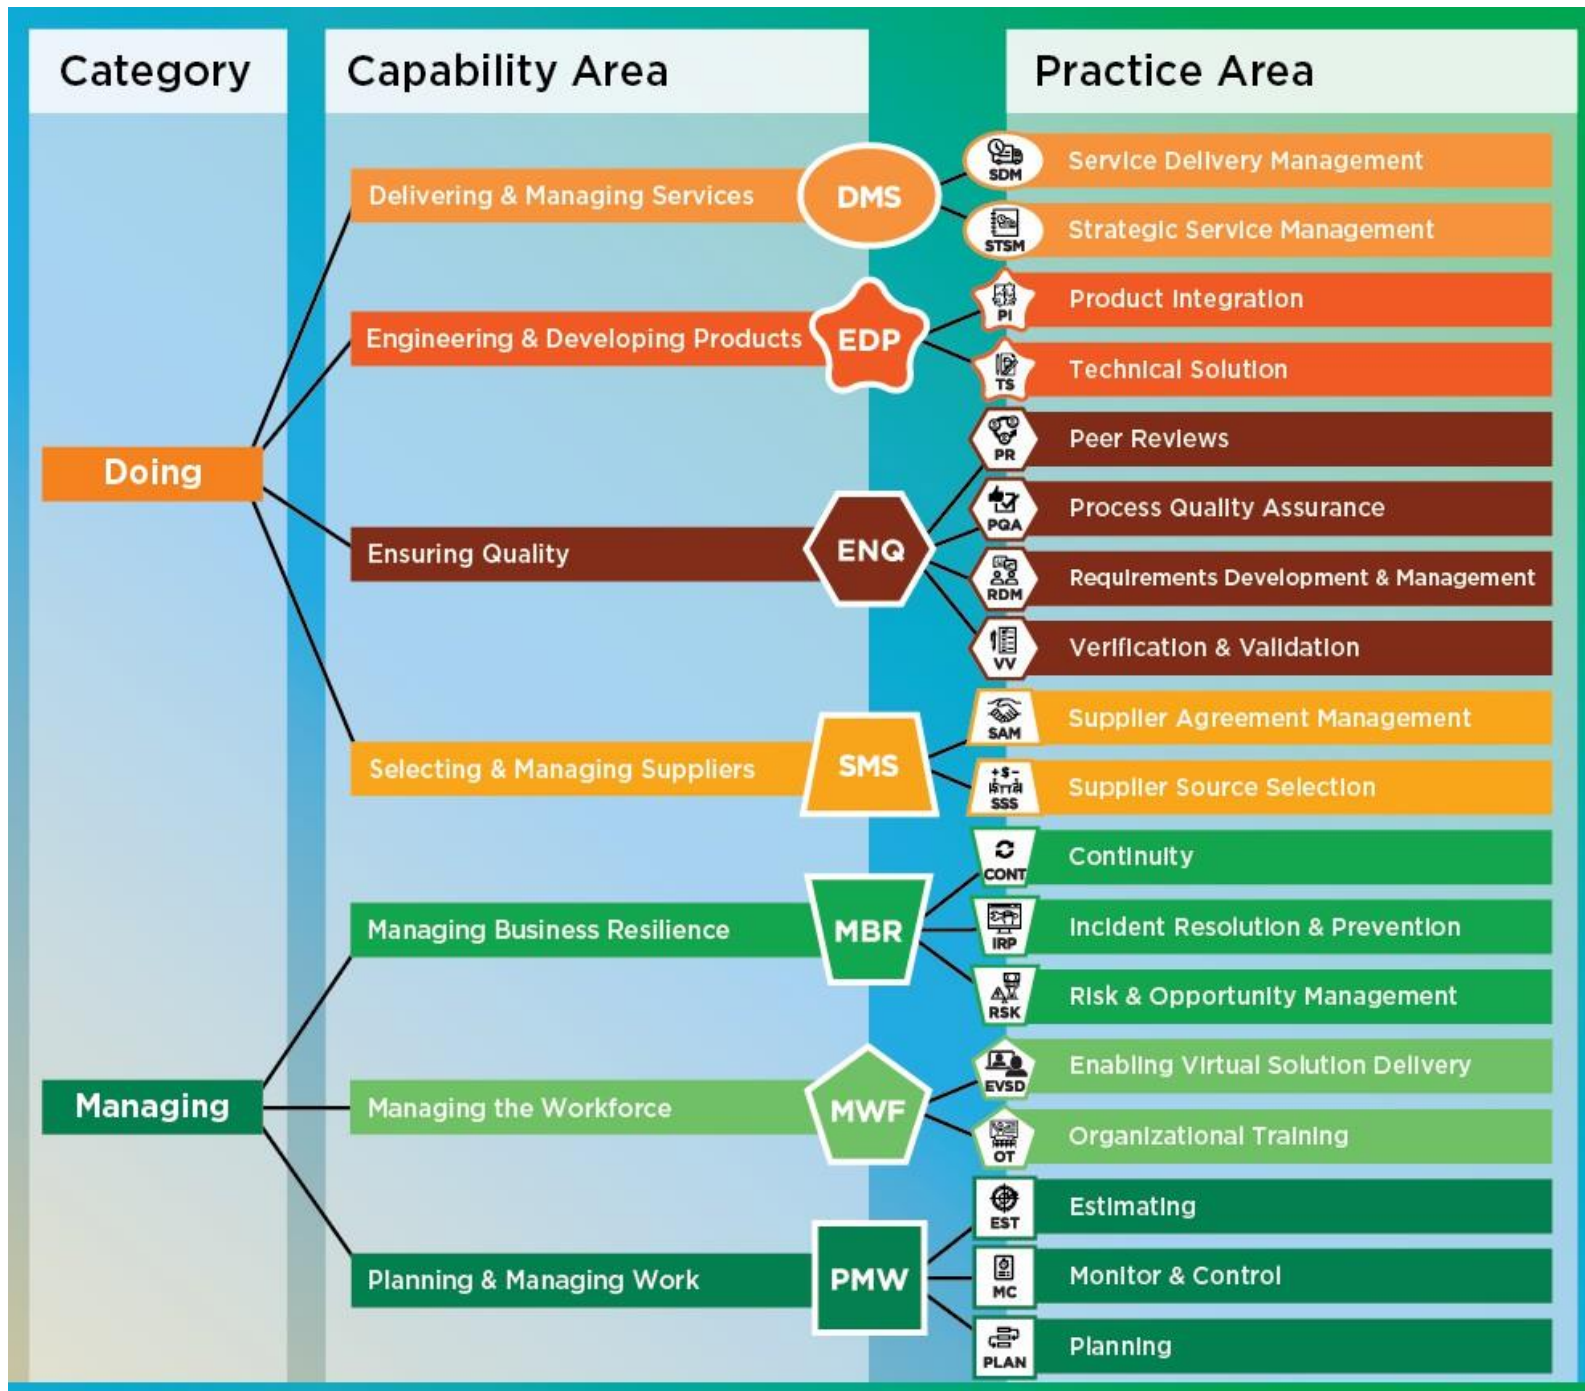 Category
Capability Area
Practice Area
Doing
Delivering & Managing Services
DMS
SDM
Service Delivery Management
STSM
Strategic Service Management
Engineering & Developing Products
EDP
PI
Product Integration
TS
Technical Solution
Ensuring Quality
ENQ
PR
Peer Reviews
PQA
Process Quality Assurance
RDM
Requirements Development & Management
VV
Verification & Validation
Selecting & Managing Suppliers
SMS
SAM
Supplier Agreement Management
+$-
SSS
Supplier Source Selection
Managing
Managing Business Resilience
MBR
CONT
Continuity
IRP
Incident Resolution & Prevention
RSK
Risk & Opportunity Management
Managing the Workforce
MWF
EVSD
Enabling Virtual Solution Delivery
OT
Organizational Training
Planning & Managing Work
PMW
EST
Estimating
MC
Monitor & Control
PLAN
Planning